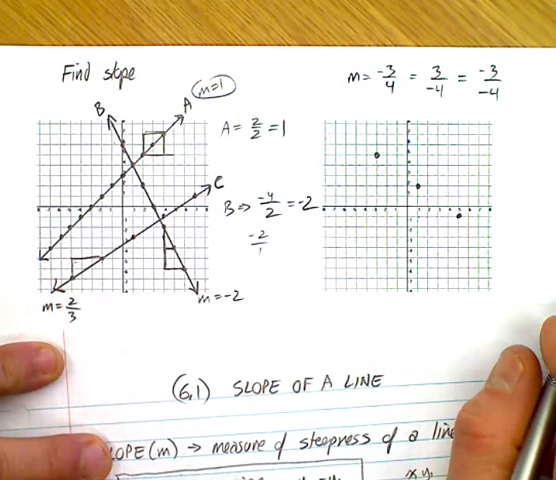 Find slope
m = -3/4 = 3/-4 = -3/-4
m=1
B
A
A = 2/2 = 1
C
B => -4/2 = -2
-2/1
m = 2/3
m = -2
(6.1) SLOPE OF A LINE
LOPE (m) → measure of steepness of a line